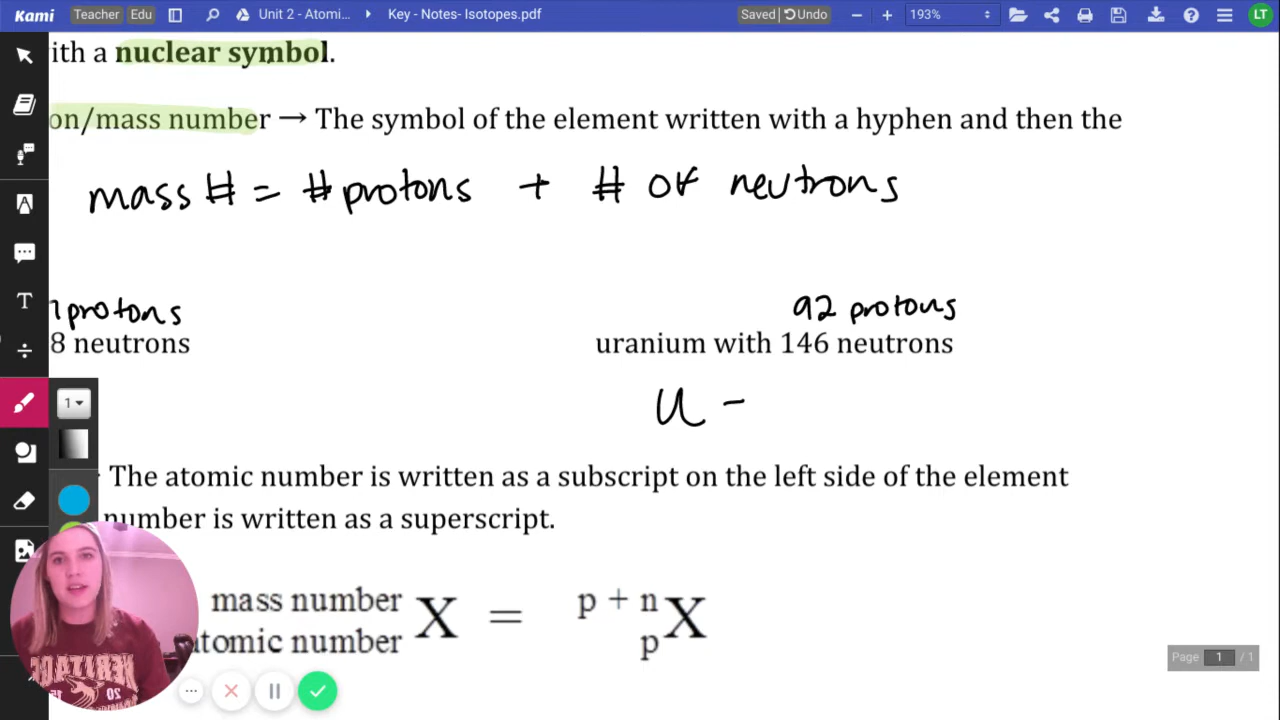 Kami Teacher Edu Unit 2 - Atomi... Key - Notes- Isotopes.pdf Saved Undo 193% LT
ith a nuclear symbol.
on/mass number → The symbol of the element written with a hyphen and then the
mass # = # protons + # of neutrons
protons 92 protons
8 neutrons uranium with 146 neutrons
1 U -
The atomic number is written as a subscript on the left side of the element
number is written as a superscript.
mass number X = p + n X
atomic number p
Page 1 / 1